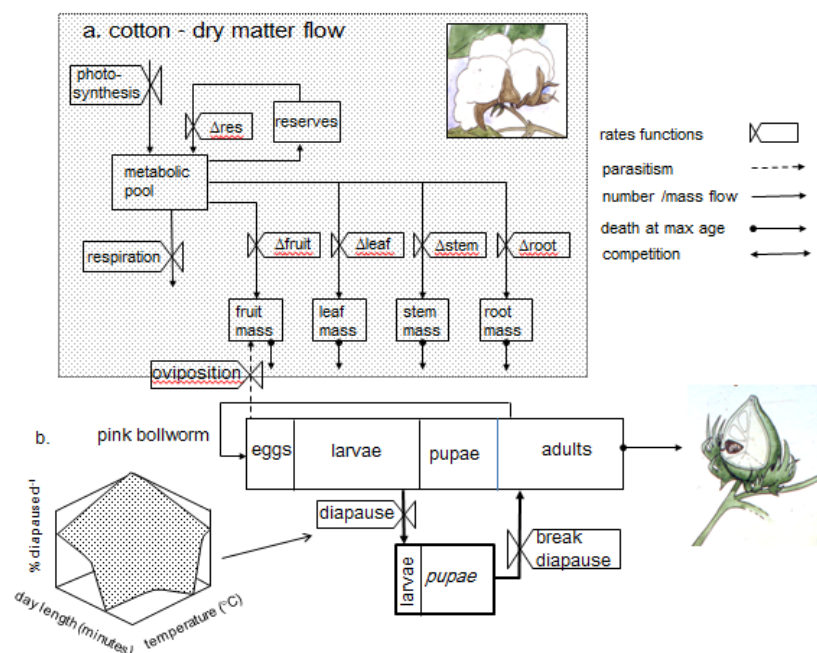 a. cotton - dry matter flow
photo-
synthesis
Δres
reserves
metabolic
pool
respiration
Δfruit
Δleaf
Δstem
Δroot
fruit
mass
leaf
mass
stem
mass
root
mass
oviposition
rates functions
parasitism
number /mass flow
death at max age
competition
b.
pink bollworm
eggs
larvae
pupae
adults
diapause
break
diapause
larvae
pupae
% diapaused⁻¹
day length (minutes)
temperature (°C)